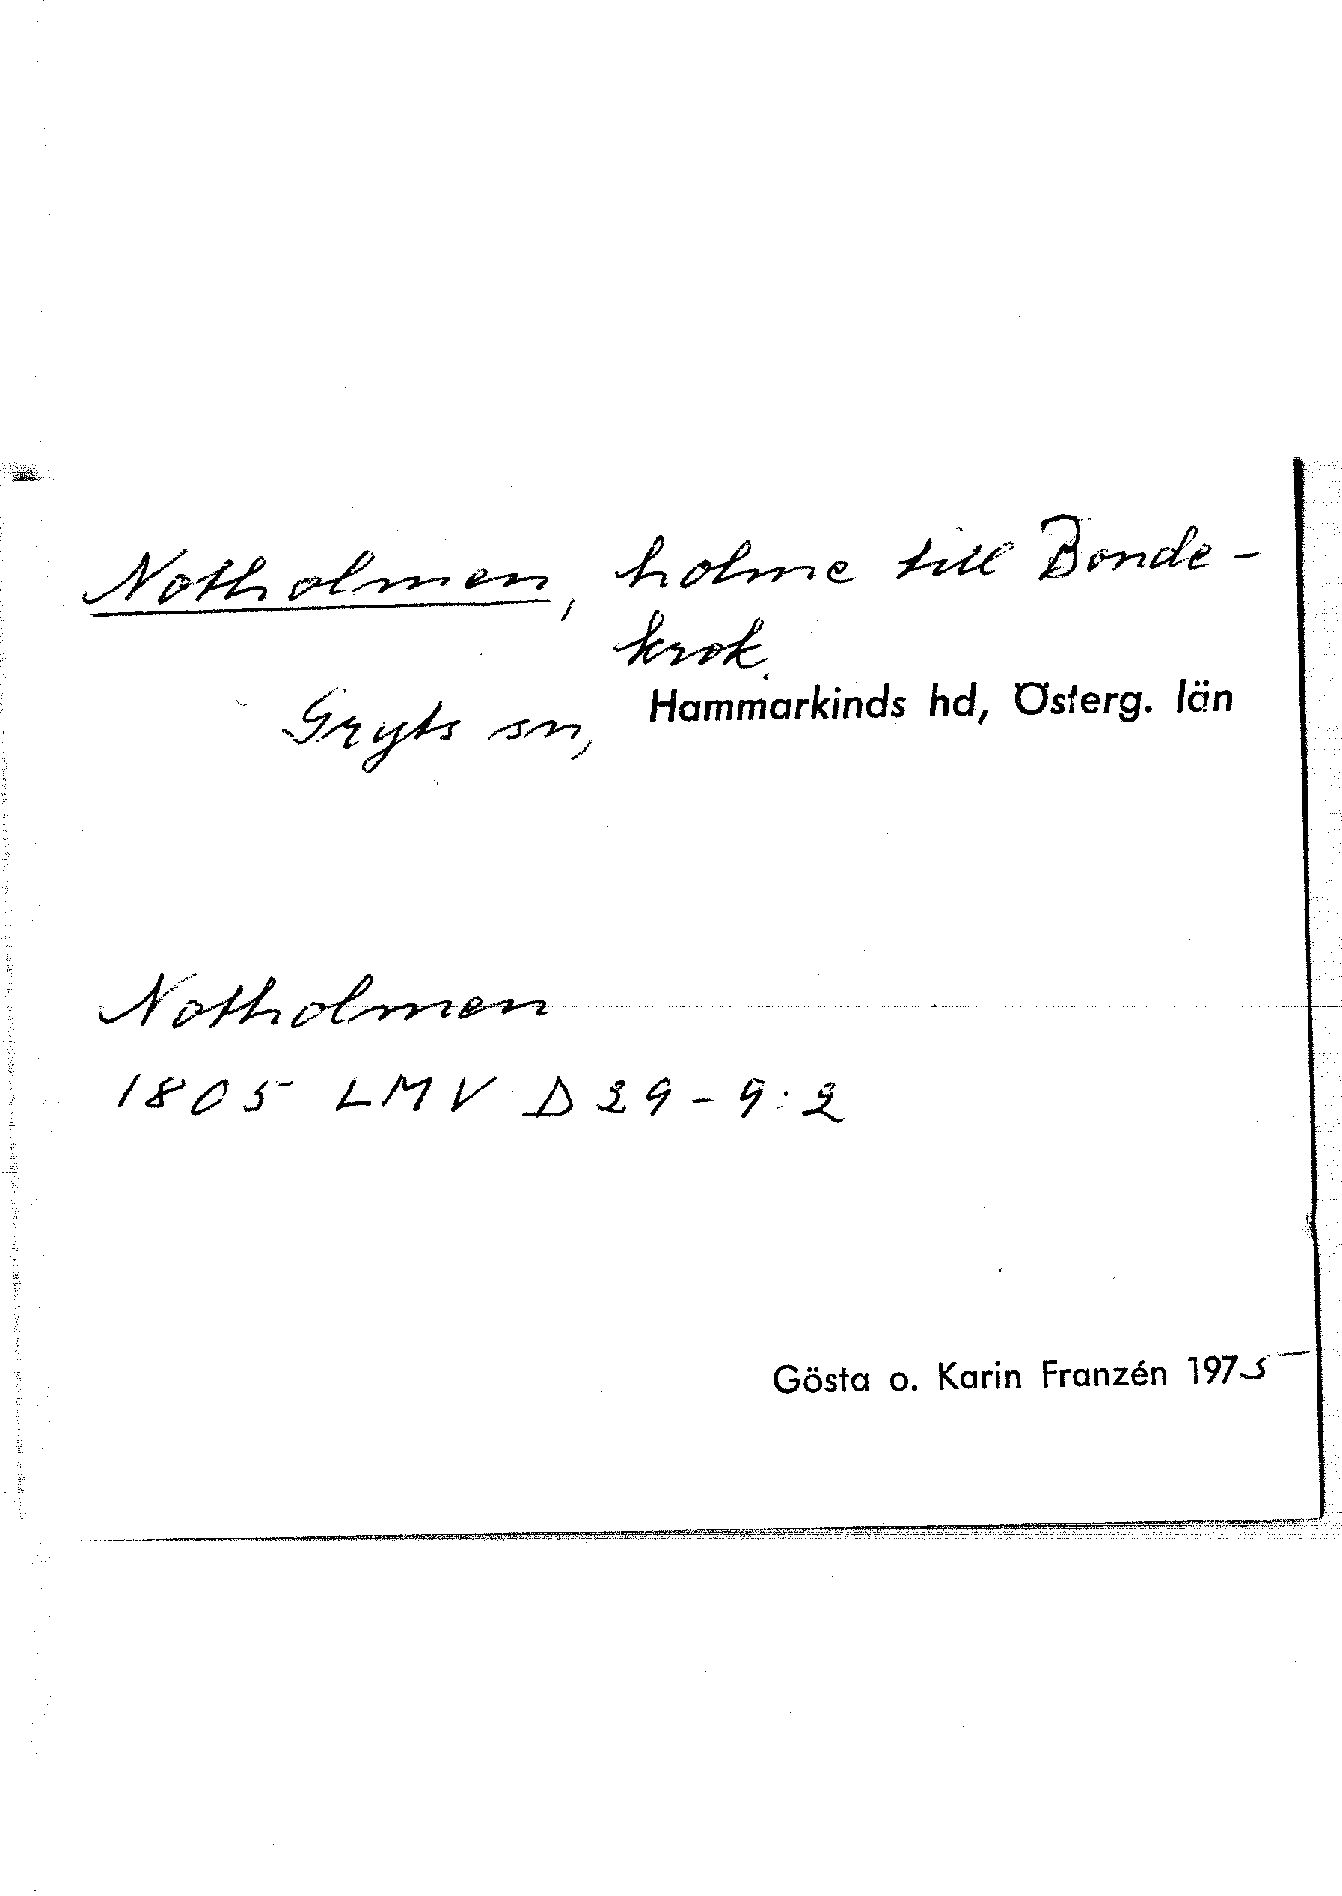 Notholmen, holme till Bonde-
krok.
Gryts sn, Hammarkinds hd, Österg. län
Notholmen
1805 LMV D29-9:2
Gösta o. Karin Franzén 1975